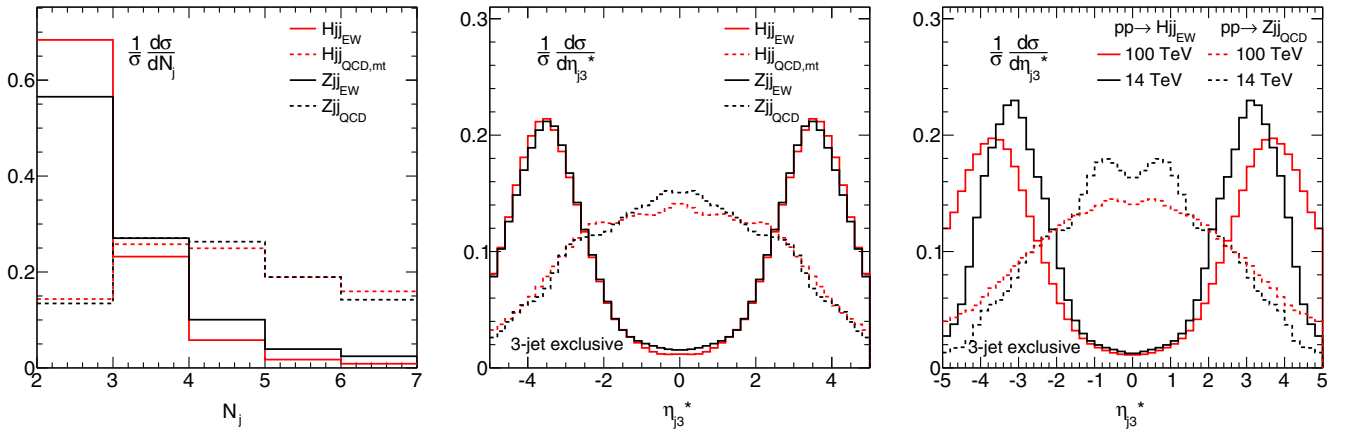 1/σ dσ/dN_j
Hjj_EW
Hjj_QCD,mt
Zjj_EW
Zjj_QCD
0.6
0.4
0.2
0
2 3 4 5 6 7
N_j
1/σ dσ/dη_j3*
Hjj_EW
Hjj_QCD,mt
Zjj_EW
Zjj_QCD
0.3
0.2
0.1
0
3-jet exclusive
−4 −2 0 2 4
η_j3*
1/σ dσ/dη_j3*
pp→ Hjj_EW pp→ Zjj_QCD
100 TeV 100 TeV
14 TeV 14 TeV
0.3
0.2
0.1
0
3-jet exclusive
-5 -4 -3 -2 -1 0 1 2 3 4 5
η_j3*